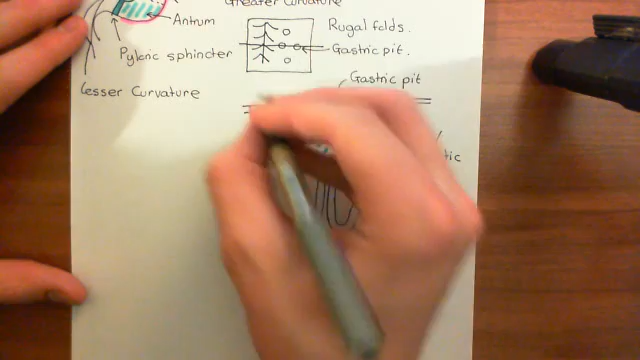 Greater Curvature
Antrum
Rugal folds.
Pyloric sphincter
Gastric pit.
Gastric pit
Lesser Curvature